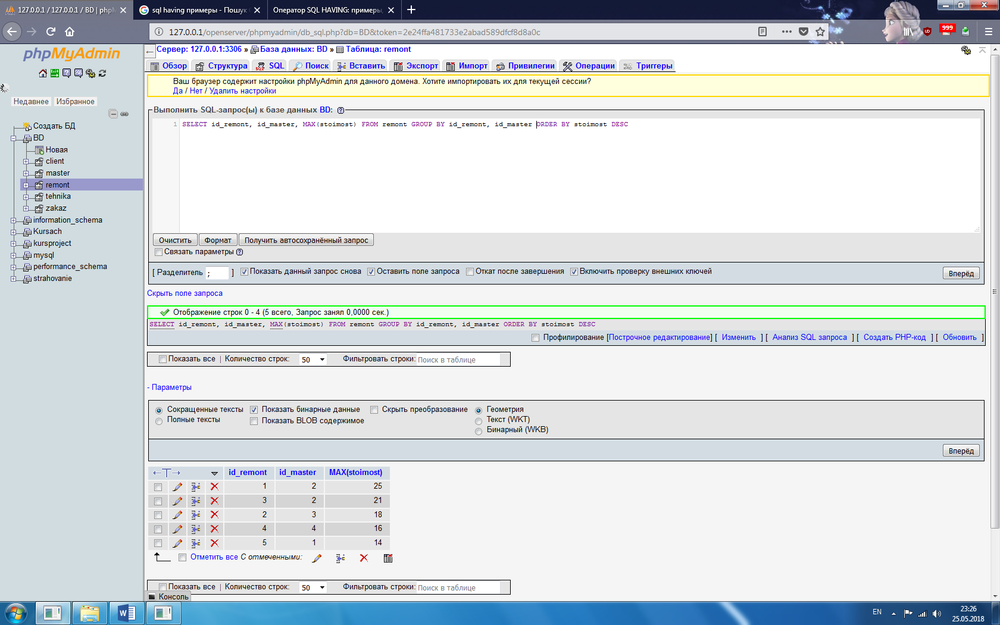 127.0.0.1 / 127.0.0.1 / BD | phpM
sql having примеры - Пошук
Оператор SQL HAVING: примеры,
127.0.0.1/openserver/phpmyadmin/db_sql.php?db=BD&token=2e24ffa481733e2abad589dfcf8d8a0c
999
phpMyAdmin
Недавнее Избранное
Создать БД
BD
Новая
client
master
remont
tehnika
zakaz
information_schema
Kursach
kursproject
mysql
performance_schema
strahovanie
Сервер: 127.0.0.1:3306 » База данных: BD » Таблица: remont
Обзор Структура SQL Поиск Вставить Экспорт Импорт Привилегии Операции Триггеры
Ваш браузер содержит настройки phpMyAdmin для данного домена. Хотите импортировать их для текущей сессии?
Да / Нет / Удалить настройки
Выполнить SQL-запрос(ы) к базе данных BD:
1 SELECT id_remont, id_master, MAX(stoimost) FROM remont GROUP BY id_remont, id_master ORDER BY stoimost DESC
Очистить Формат Получить автосохранённый запрос
Связать параметры
[ Разделитель ; ] Показать данный запрос снова Оставить поле запроса Откат после завершения Включить проверку внешних ключей Вперёд
Скрыть поле запроса
Отображение строк 0 - 4 (5 всего, Запрос занял 0,0000 сек.)
SELECT id_remont, id_master, MAX(stoimost) FROM remont GROUP BY id_remont, id_master ORDER BY stoimost DESC
Профилирование [Построчное редактирование] [ Изменить ] [ Анализ SQL запроса ] [ Создать PHP-код ] [ Обновить ]
Показать все | Количество строк: 50 Фильтровать строки: Поиск в таблице
- Параметры
Сокращенные тексты Показать бинарные данные Скрыть преобразование Геометрия
Полные тексты Показать BLOB содержимое Текст (WKT)
Бинарный (WKB)
Вперёд
←T→ id_remont id_master MAX(stoimost)
1 2 25
3 2 21
2 3 18
4 4 16
5 1 14
Отметить все С отмеченными:
Показать все | Количество строк: 50 Фильтровать строки: Поиск в таблице
Консоль
EN 23:26
25.05.2018